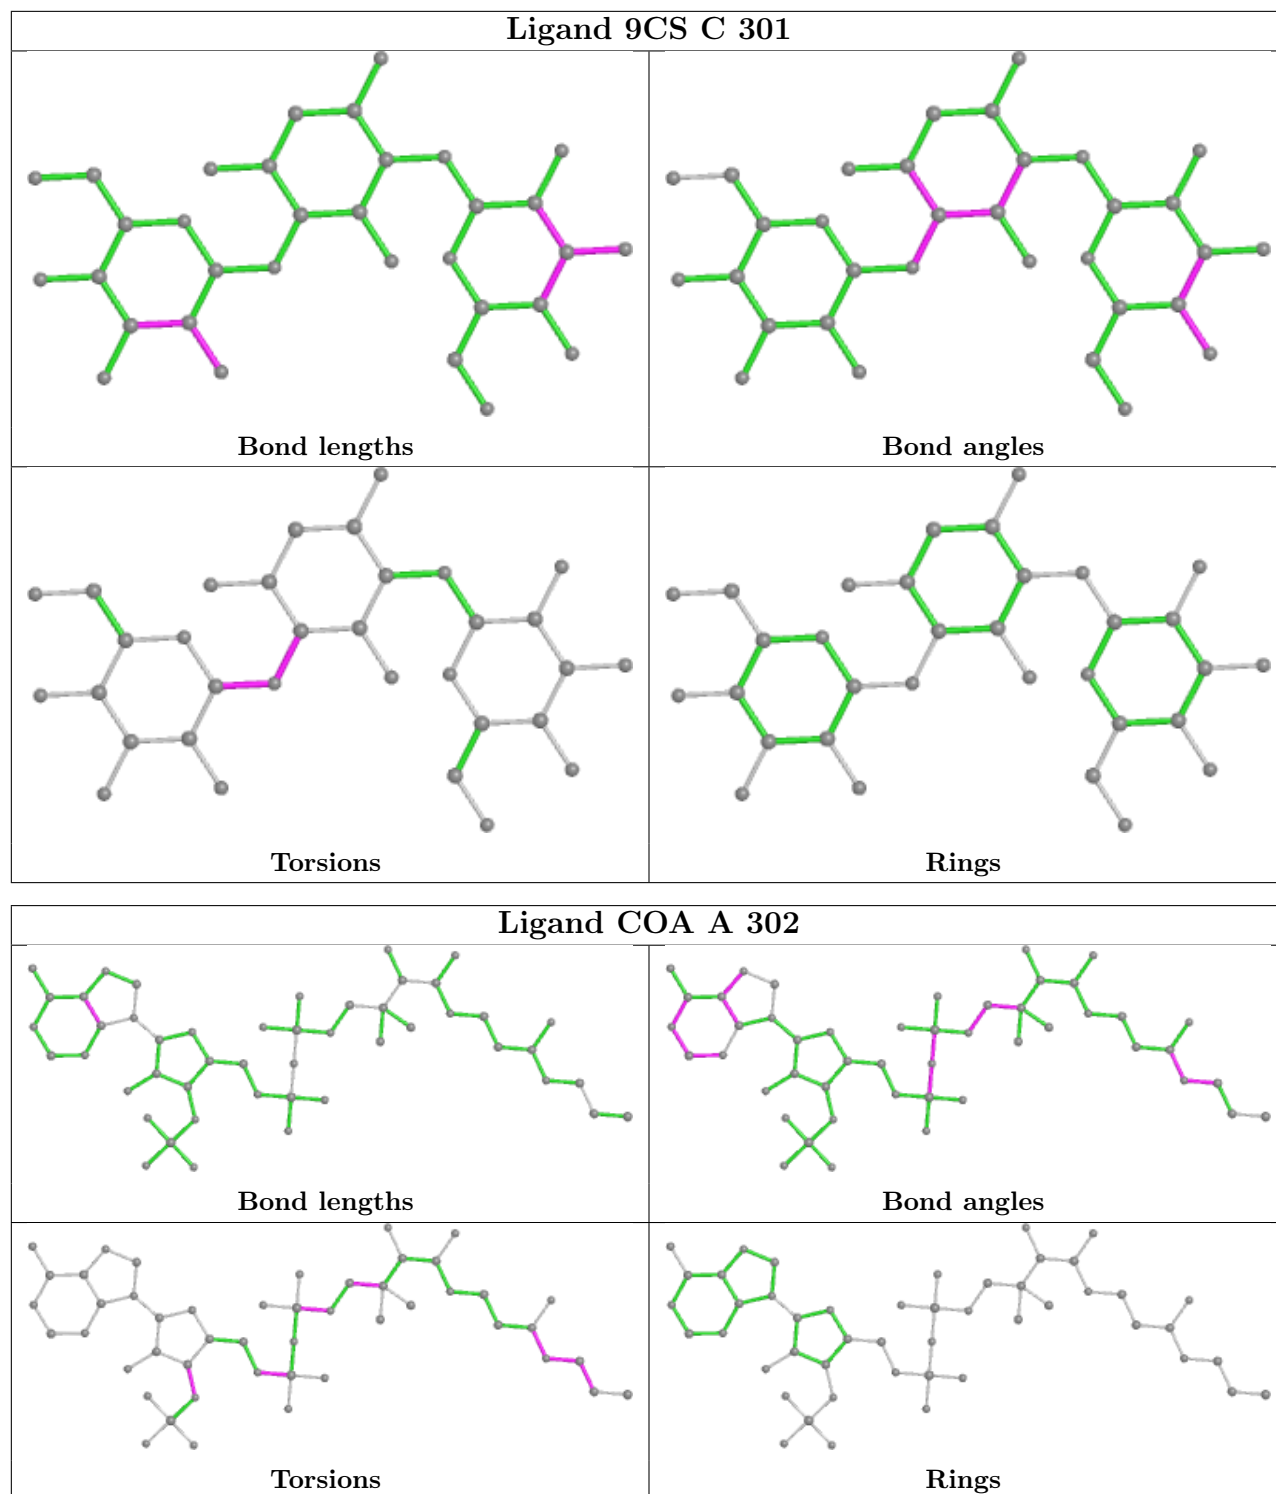 Ligand 9CS C 301
Bond lengths
Bond angles
Torsions
Rings
Ligand COA A 302
Bond lengths
Bond angles
Torsions
Rings